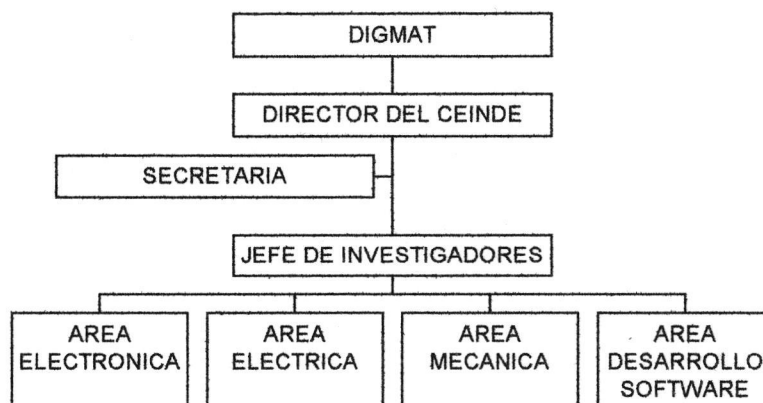 DIGMAT
DIRECTOR DEL CEINDE
SECRETARIA
JEFE DE INVESTIGADORES
AREA
ELECTRONICA
AREA
ELECTRICA
AREA
MECANICA
AREA
DESARROLLO
SOFTWARE